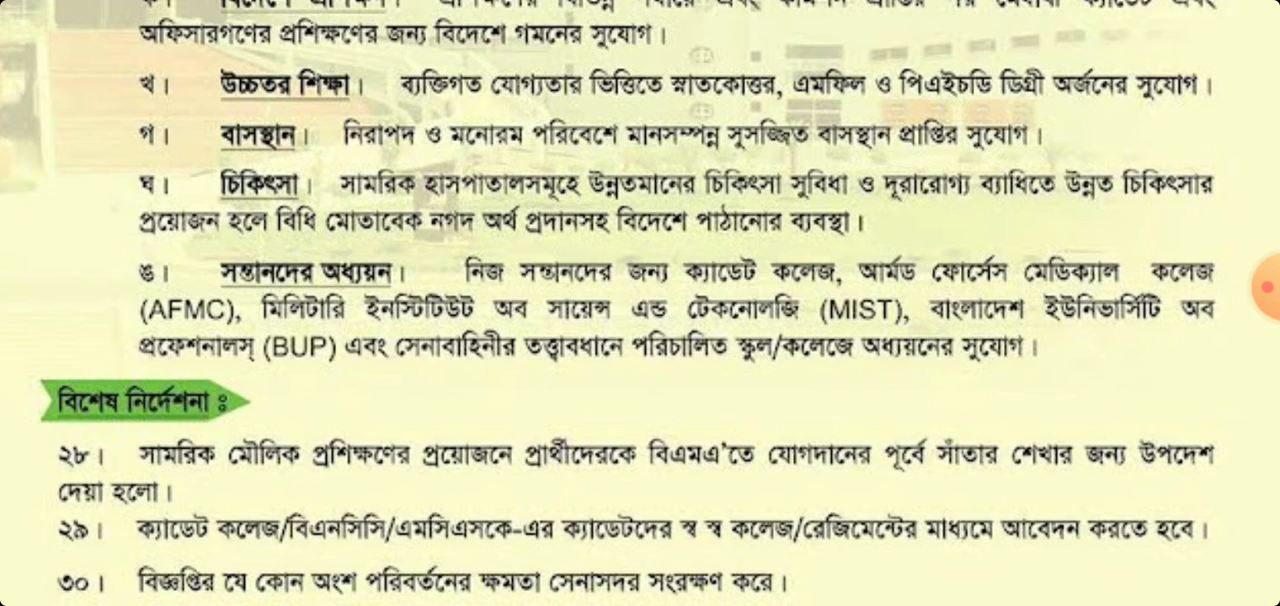 অফিসারগণের প্রশিক্ষণের জন্য বিদেশে গমনের সুযোগ।
খ। উচ্চতর শিক্ষা। ব্যক্তিগত যোগ্যতার ভিত্তিতে স্নাতকোত্তর, এমফিল ও পিএইচডি ডিগ্রী অর্জনের সুযোগ।
গ। বাসস্থান। নিরাপদ ও মনোরম পরিবেশে মানসম্পন্ন সুসজ্জিত বাসস্থান প্রাপ্তির সুযোগ।
ঘ। চিকিৎসা। সামরিক হাসপাতালসমূহে উন্নতমানের চিকিৎসা সুবিধা ও দূরারোগ্য ব্যাধিতে উন্নত চিকিৎসার
প্রয়োজন হলে বিধি মোতাবেক নগদ অর্থ প্রদানসহ বিদেশে পাঠানোর ব্যবস্থা।
ঙ। সন্তানদের অধ্যয়ন। নিজ সন্তানদের জন্য ক্যাডেট কলেজ, আর্মড ফোর্সেস মেডিক্যাল কলেজ
(AFMC), মিলিটারি ইনস্টিটিউট অব সায়েন্স এন্ড টেকনোলজি (MIST), বাংলাদেশ ইউনিভার্সিটি অব
প্রফেশনালস্ (BUP) এবং সেনাবাহিনীর তত্ত্বাবধানে পরিচালিত স্কুল/কলেজে অধ্যয়নের সুযোগ।
বিশেষ নির্দেশনা ঃ
২৮। সামরিক মৌলিক প্রশিক্ষণের প্রয়োজনে প্রার্থীদেরকে বিএমএ'তে যোগদানের পূর্বে সাঁতার শেখার জন্য উপদেশ
দেয়া হলো।
২৯। ক্যাডেট কলেজ/বিএনসিসি/এমসিএসকে-এর ক্যাডেটদের স্ব স্ব কলেজ/রেজিমেন্টের মাধ্যমে আবেদন করতে হবে।
৩০। বিজ্ঞপ্তির যে কোন অংশ পরিবর্তনের ক্ষমতা সেনাসদর সংরক্ষণ করে।